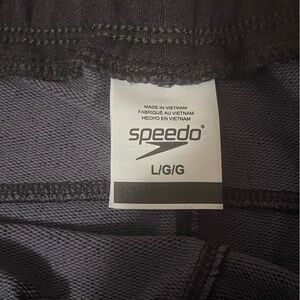 MADE IN VIETNAM
FABRIQUÉ AU VIETNAM
HECHO EN VIETNAM
speedo®
L/G/G